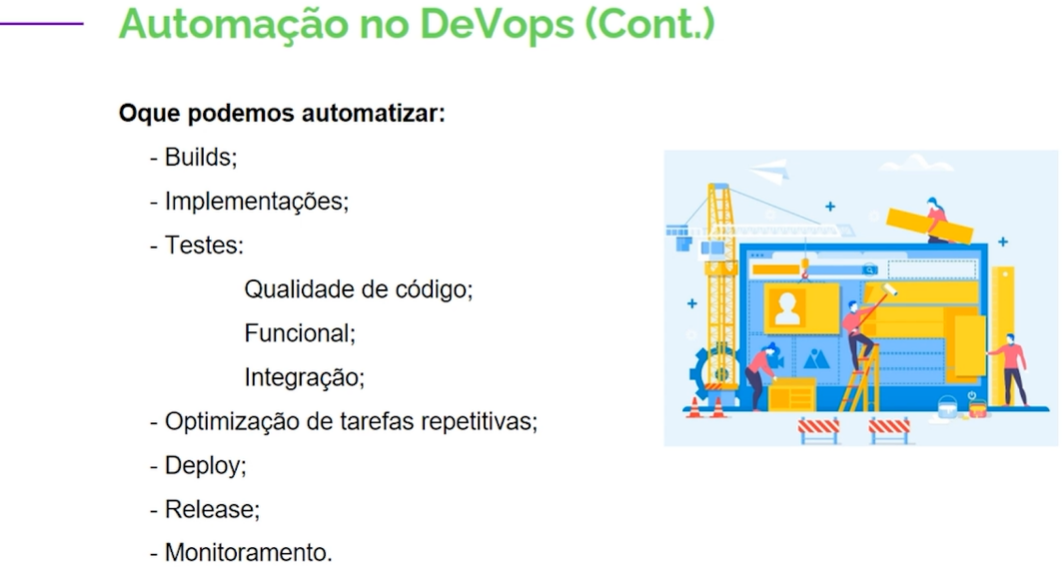 Automação no DeVops (Cont.)
Oque podemos automatizar:
- Builds;
- Implementações;
- Testes:
Qualidade de código;
Funcional;
Integração;
- Optimização de tarefas repetitivas;
- Deploy;
- Release;
- Monitoramento.